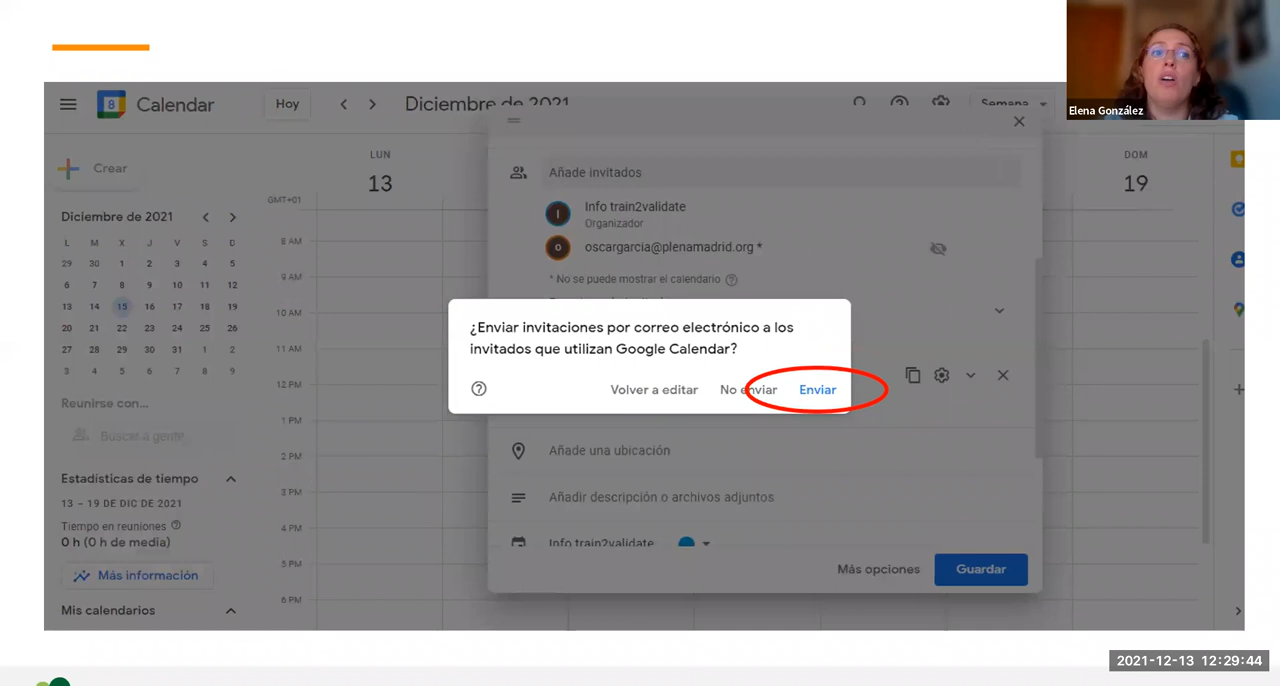 Elena González
Calendar
Hoy
Diciembre de 2021
Semana
Crear
LUN
13
DOM
19
Añade invitados
Info train2validate
Organizador
oscargarcia@plenamadrid.org *
* No se puede mostrar el calendario
GMT+01
Diciembre de 2021
L M X J V S D
29 30 1 2 3 4 5
6 7 8 9 10 11 12
13 14 15 16 17 18 19
20 21 22 23 24 25 26
27 28 29 30 31 1 2
3 4 5 6 7 8 9
8 AM
9 AM
10 AM
11 AM
12 PM
1 PM
2 PM
3 PM
4 PM
5 PM
6 PM
¿Enviar invitaciones por correo electrónico a los
invitados que utilizan Google Calendar?
Volver a editar No enviar Enviar
Reunirse con...
Buscar a gente
Estadísticas de tiempo
13 – 19 DE DIC DE 2021
Tiempo en reuniones
0 h (0 h de media)
Más información
Mis calendarios
Añade una ubicación
Añadir descripción o archivos adjuntos
Info train2validate
Más opciones Guardar
2021-12-13 12:29:44